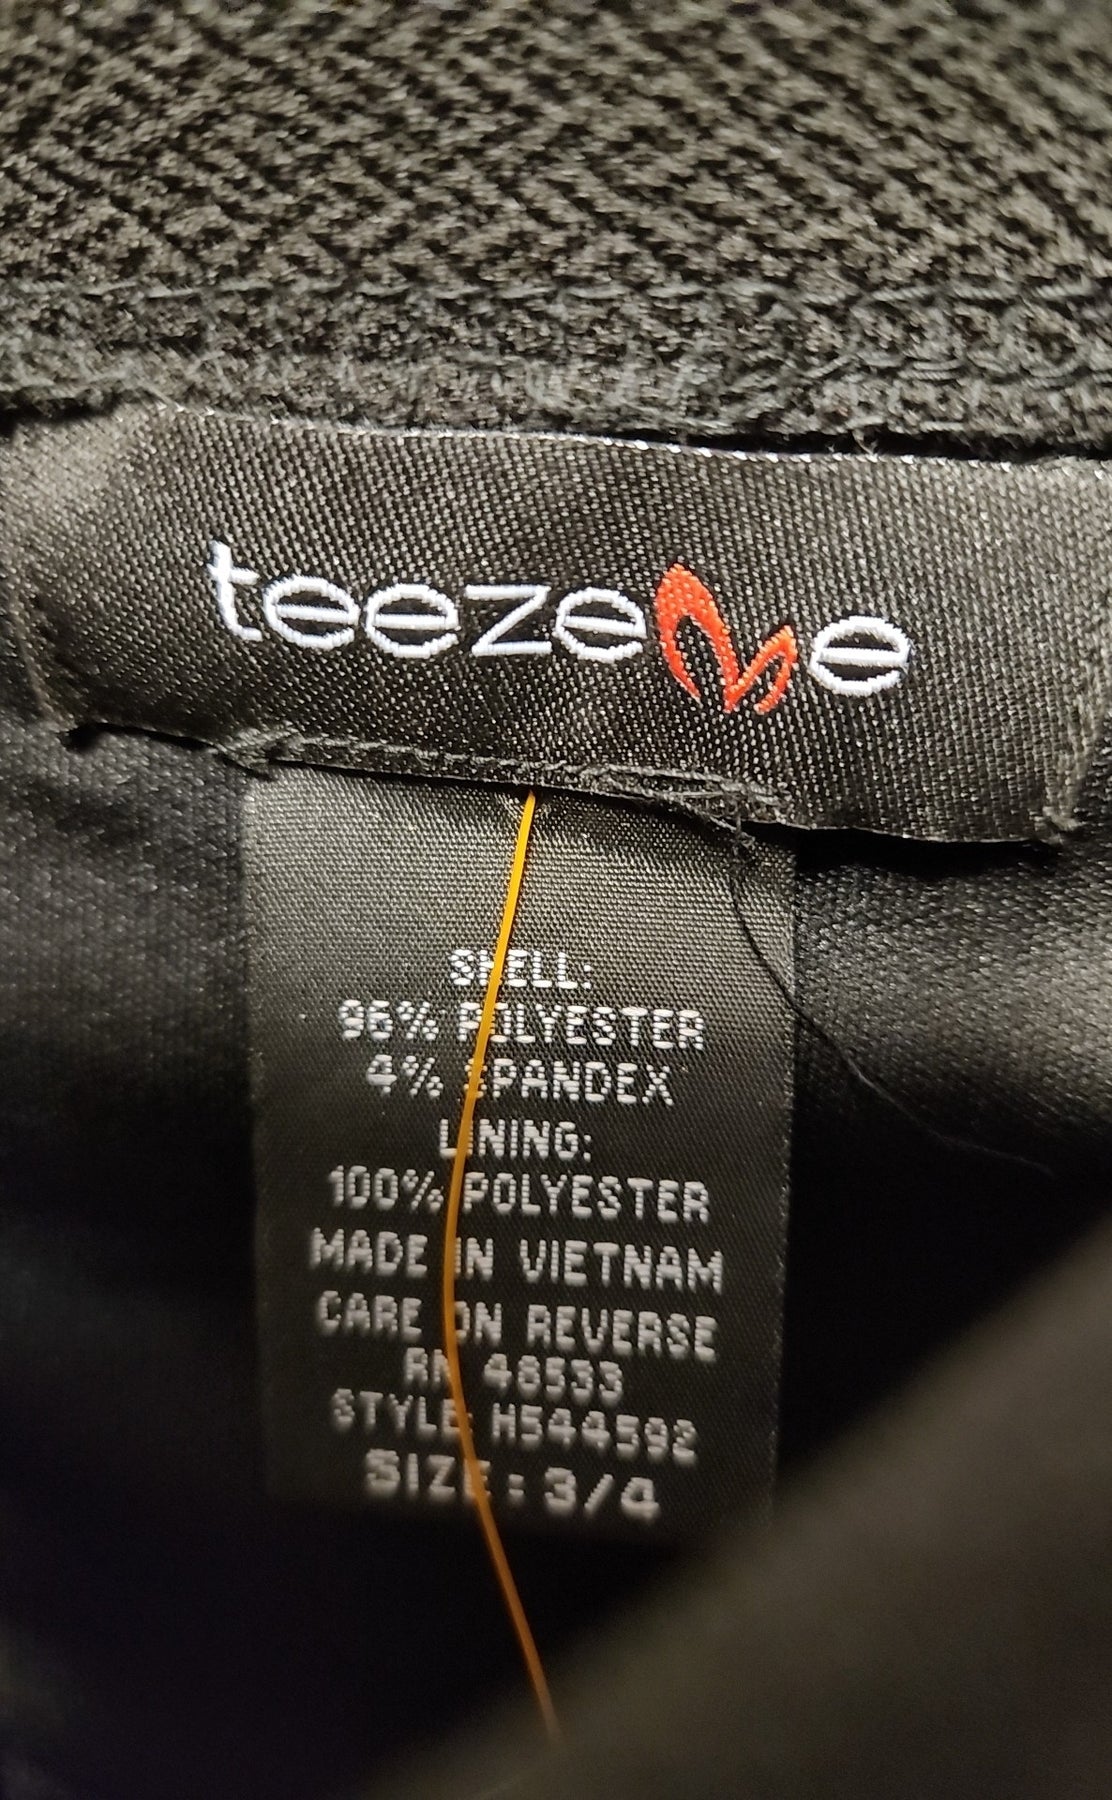 teezeMe
SHELL:
96% POLYESTER
4% SPANDEX
LINING:
100% POLYESTER
MADE IN VIETNAM
CARE ON REVERSE
RN 48533
STYLE: H544592
SIZE: 3/4